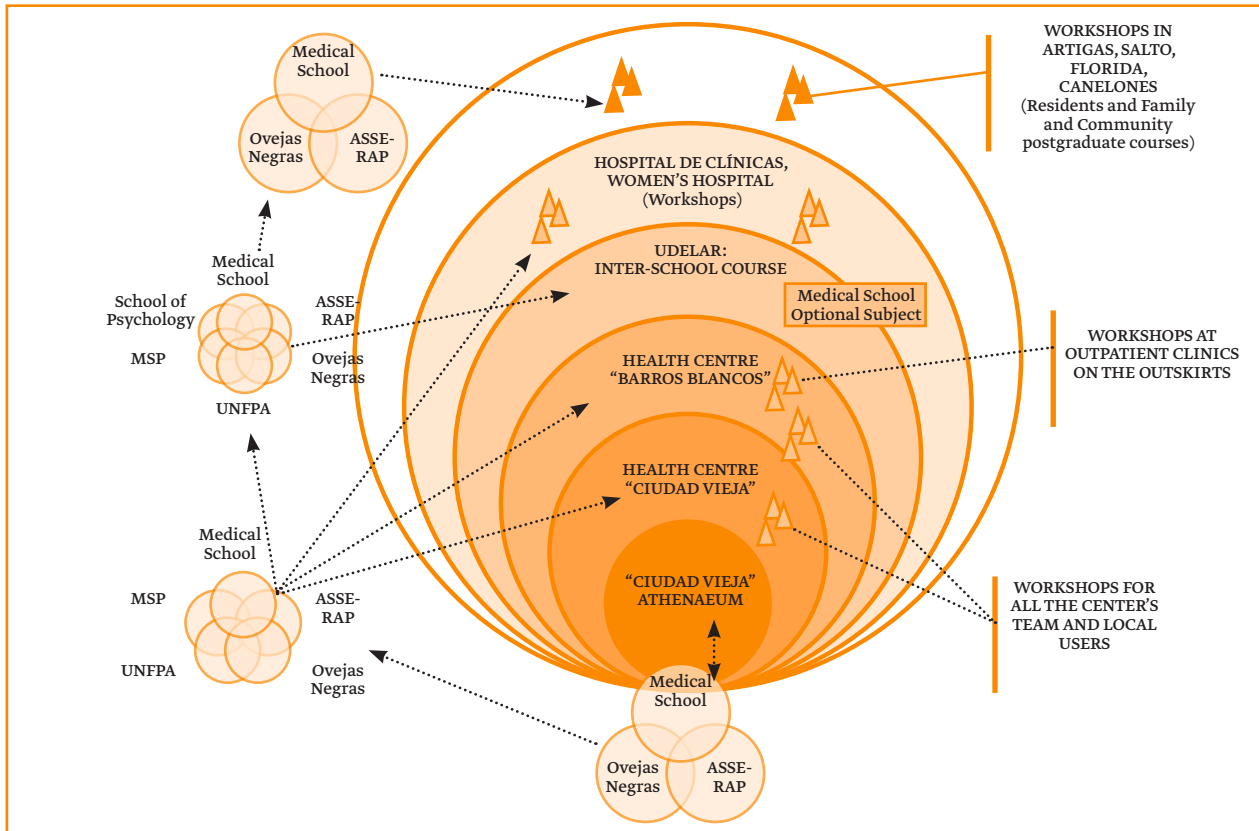 Medical
School
Ovejas
Negras
ASSE-
RAP
WORKSHOPS IN
ARTIGAS, SALTO,
FLORIDA,
CANELONES
(Residents and Family
and Community
postgraduate courses)
HOSPITAL DE CLÍNICAS,
WOMEN'S HOSPITAL
(Workshops)
UDELAR:
INTER-SCHOOL COURSE
Medical School
Optional Subject
Medical
School
School of
Psychology
ASSE-
RAP
MSP
Ovejas
Negras
UNFPA
HEALTH CENTRE
“BARROS BLANCOS”
WORKSHOPS AT
OUTPATIENT CLINICS
ON THE OUTSKIRTS
HEALTH CENTRE
“CIUDAD VIEJA”
Medical
School
MSP
ASSE-
RAP
UNFPA
Ovejas
Negras
“CIUDAD VIEJA”
ATHENAEUM
WORKSHOPS FOR
ALL THE CENTER'S
TEAM AND LOCAL
USERS
Medical
School
Ovejas
Negras
ASSE-
RAP